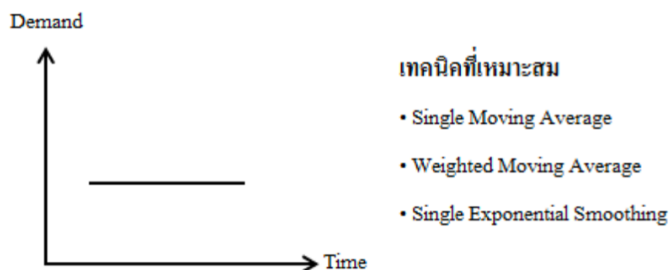 Demand
เทคนิคที่เหมาะสม
• Single Moving Average
• Weighted Moving Average
• Single Exponential Smoothing
Time